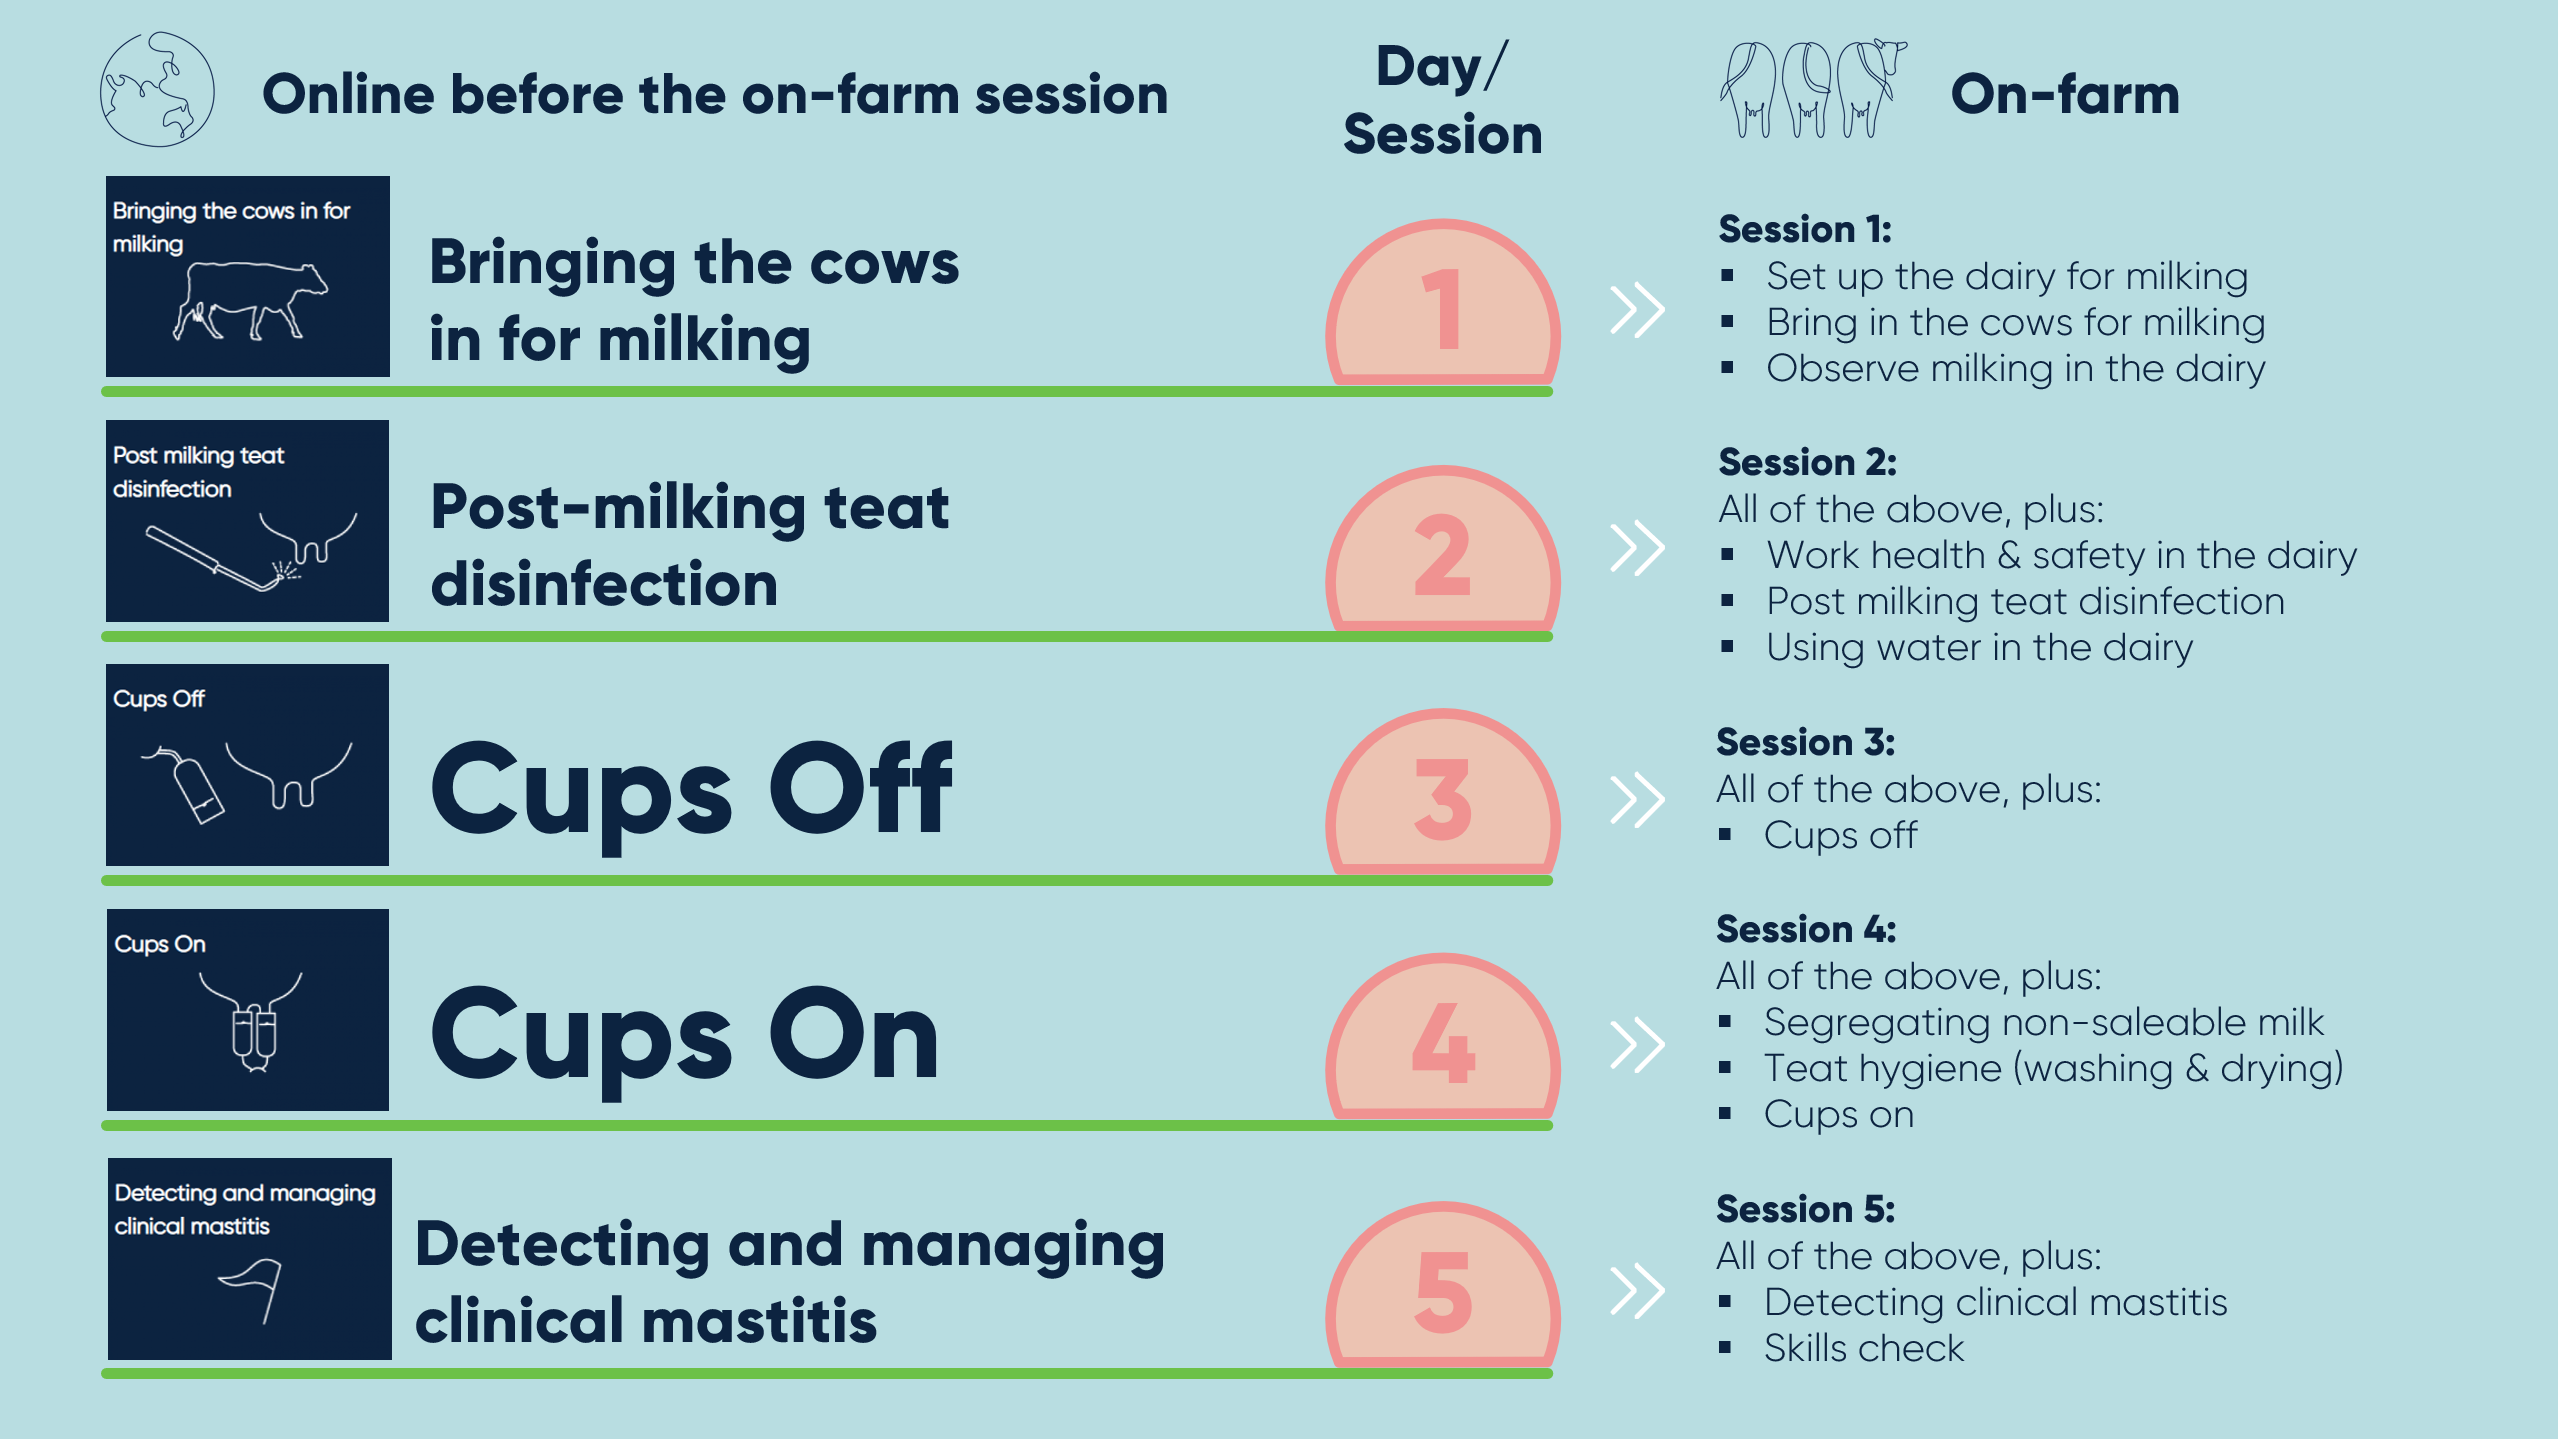 Online before the on-farm session
Day/
Session
On-farm
Bringing the cows in for
milking
Bringing the cows
in for milking
1
Session 1:
▪ Set up the dairy for milking
▪ Bring in the cows for milking
▪ Observe milking in the dairy
Post milking teat
disinfection
Post-milking teat
disinfection
2
Session 2:
All of the above, plus:
▪ Work health & safety in the dairy
▪ Post milking teat disinfection
▪ Using water in the dairy
Cups Off
Cups Off
3
Session 3:
All of the above, plus:
▪ Cups off
Cups On
Cups On
4
Session 4:
All of the above, plus:
▪ Segregating non-saleable milk
▪ Teat hygiene (washing & drying)
▪ Cups on
Detecting and managing
clinical mastitis
Detecting and managing
clinical mastitis
5
Session 5:
All of the above, plus:
▪ Detecting clinical mastitis
▪ Skills check